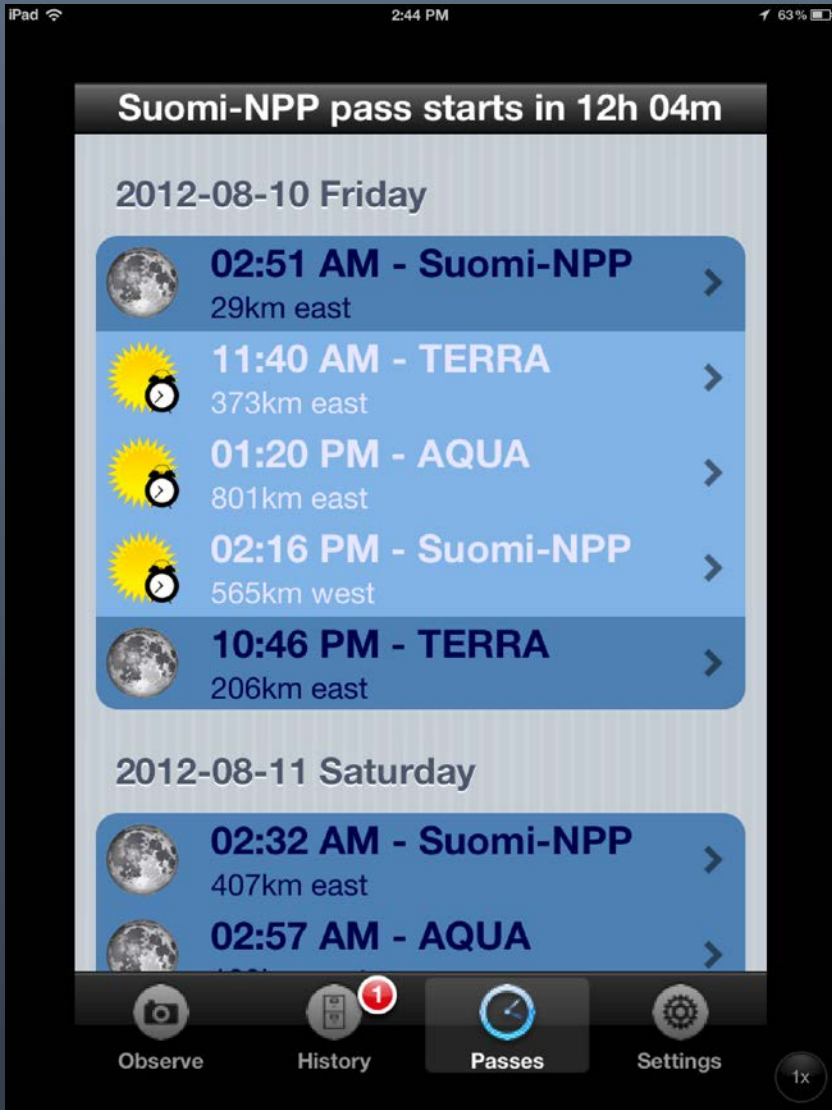 iPad 2:44 PM 63%
Suomi-NPP pass starts in 12h 04m
2012-08-10 Friday
02:51 AM - Suomi-NPP
29km east
11:40 AM - TERRA
373km east
01:20 PM - AQUA
801km east
02:16 PM - Suomi-NPP
565km west
10:46 PM - TERRA
206km east
2012-08-11 Saturday
02:32 AM - Suomi-NPP
407km east
02:57 AM - AQUA
1
Observe History Passes Settings
1x